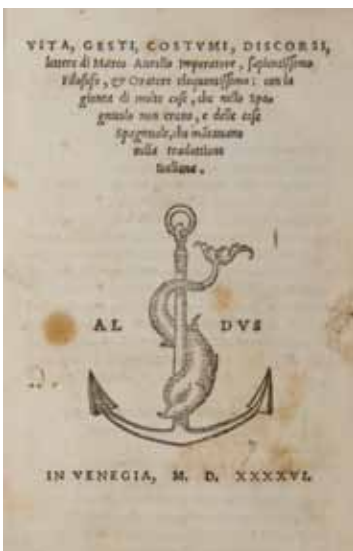 VITA, GESTI, COSTVMI, DISCORSI,
lettere di Marco Aurelio Imperatore, sapientissimo
Filosofo, & Oratore eloquentissimo: con la
giunta di molte cose, che nello Spa
gnuolo non erano, e delle cose
Spagnuole, che mancauano
nella tradottione
Italiana.
AL DVS
IN VENEGIA, M. D. XXXXVI.